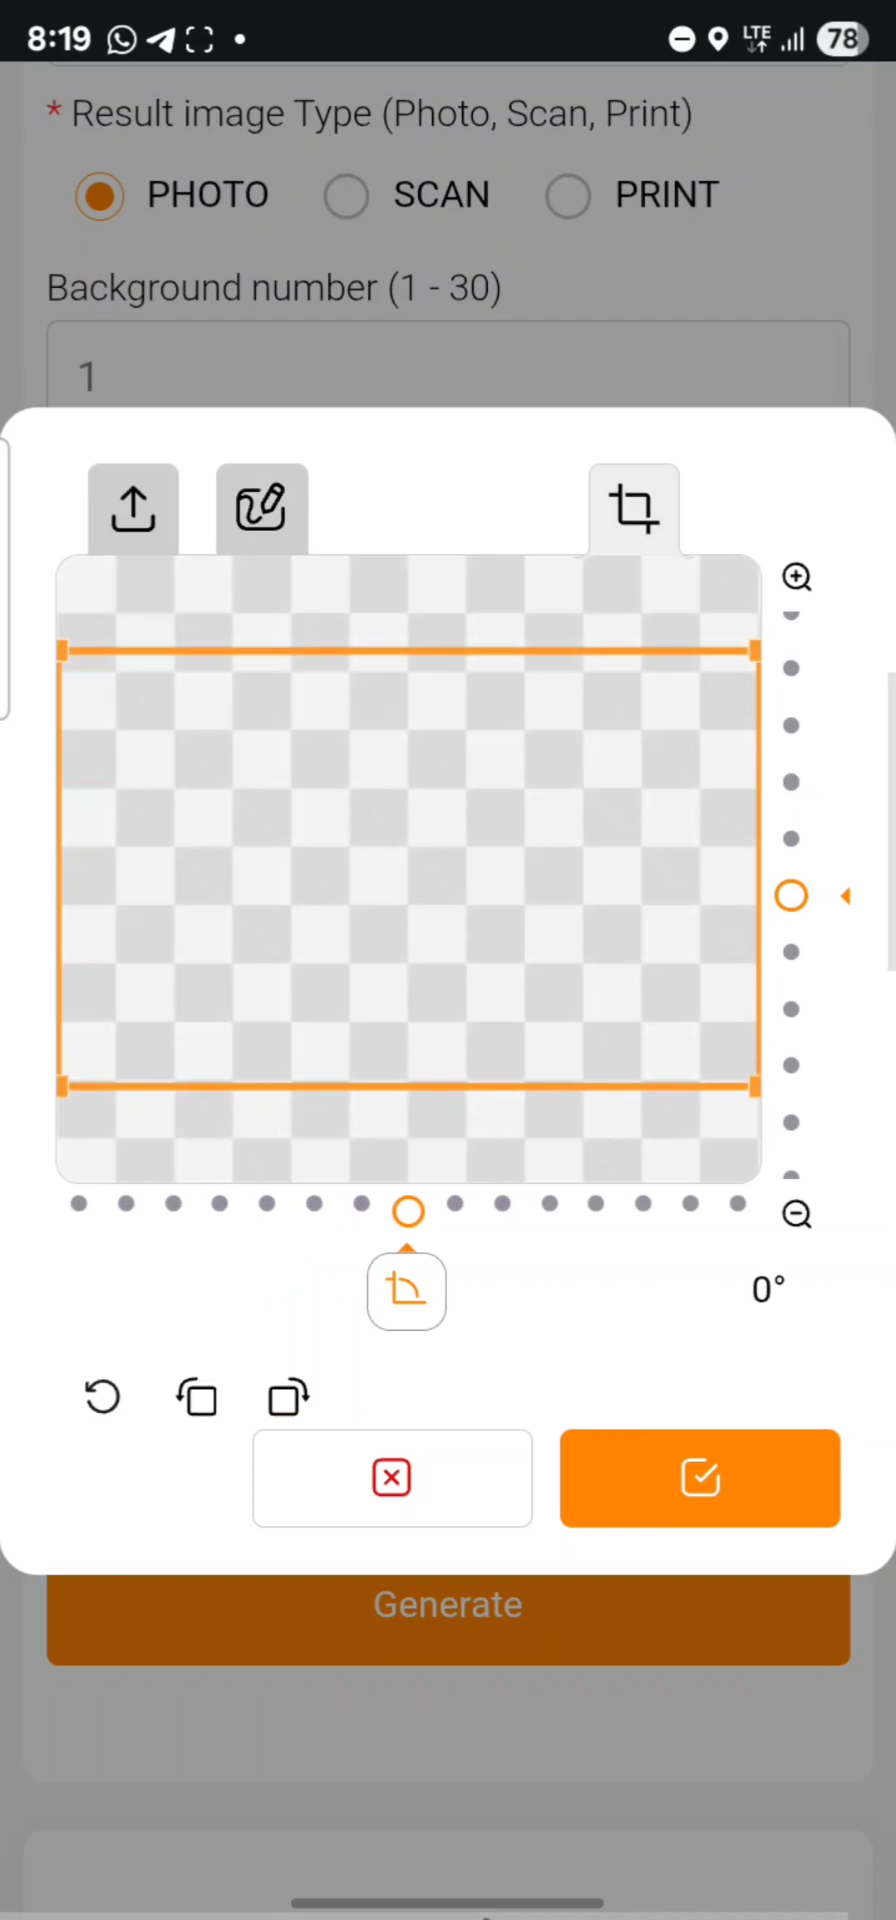 8:19 LTE 78
* Result image Type (Photo, Scan, Print)
PHOTO SCAN PRINT
Background number (1 - 30)
1
0°
Generate